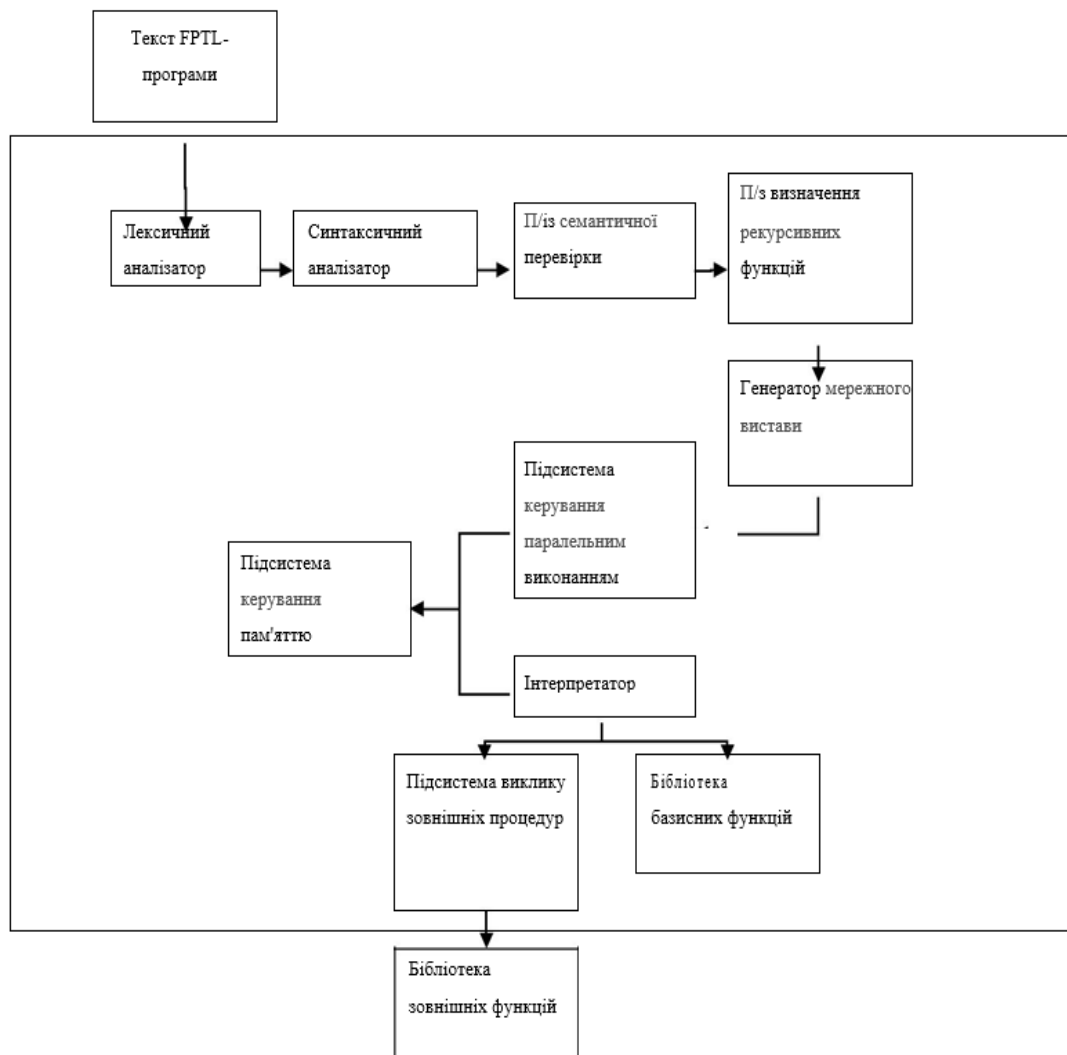 Текст FPTL-
програми
Лексичний
аналізатор
Синтаксичний
аналізатор
П/із семантичної
перевірки
П/з визначення
рекурсивних
функцій
Генератор мережного
вистави
Підсистема
керування
паралельним
виконанням
Підсистема
керування
пам'яттю
Інтерпретатор
Підсистема виклику
зовнішніх процедур
Бібліотека
базисних функцій
Бібліотека
зовнішніх функцій